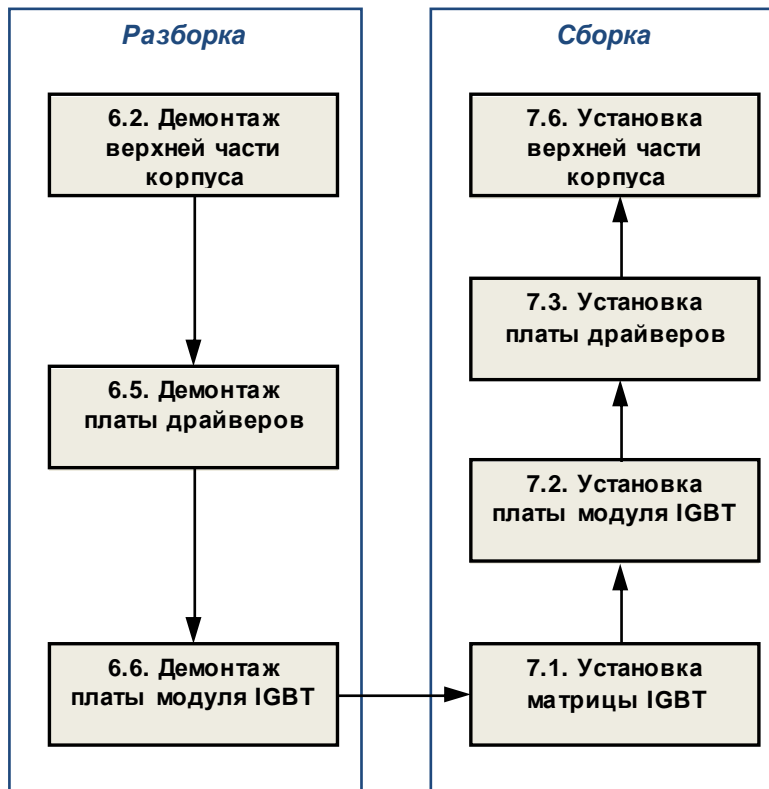 Разборка
6.2. Демонтаж
верхней части
корпуса
6.5. Демонтаж
платы драйверов
6.6. Демонтаж
платы модуля IGBT
Сборка
7.6. Установка
верхней части
корпуса
7.3. Установка
платы драйверов
7.2. Установка
платы модуля IGBT
7.1. Установка
матрицы IGBT